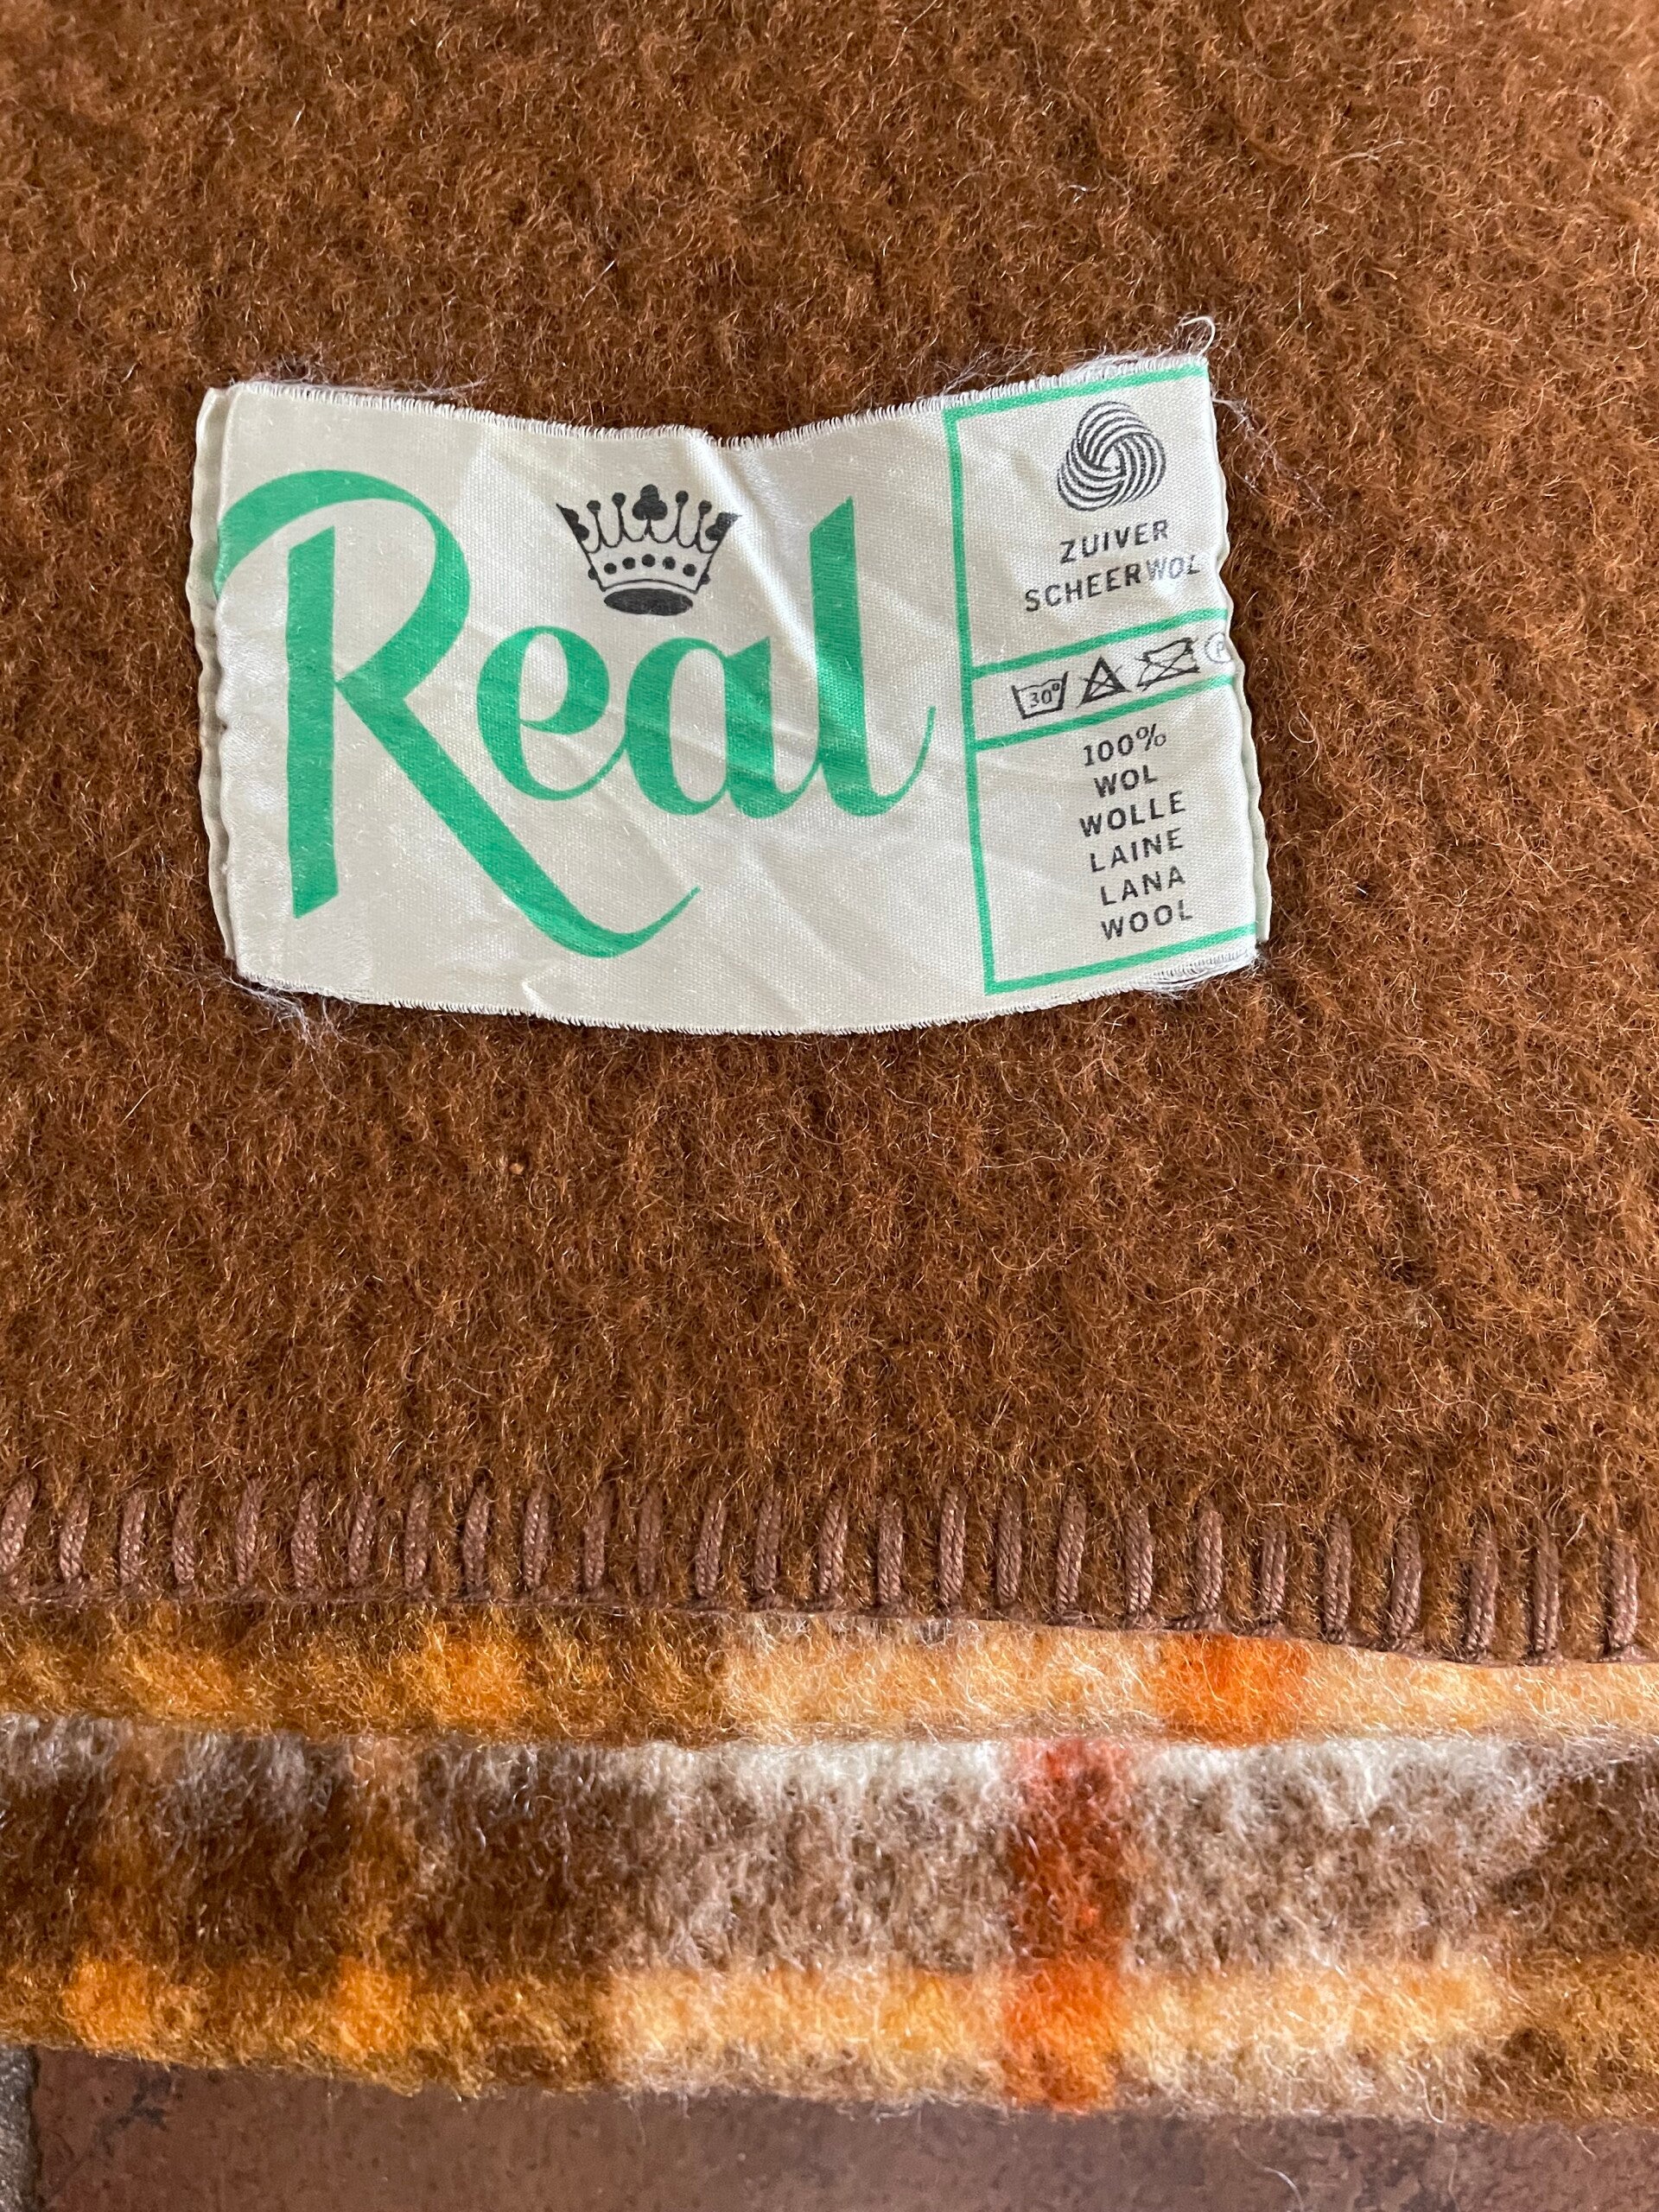 Real
ZUIVER
SCHEERWOL
30°
P
100%
WOL
WOLLE
LAINE
LANA
WOOL